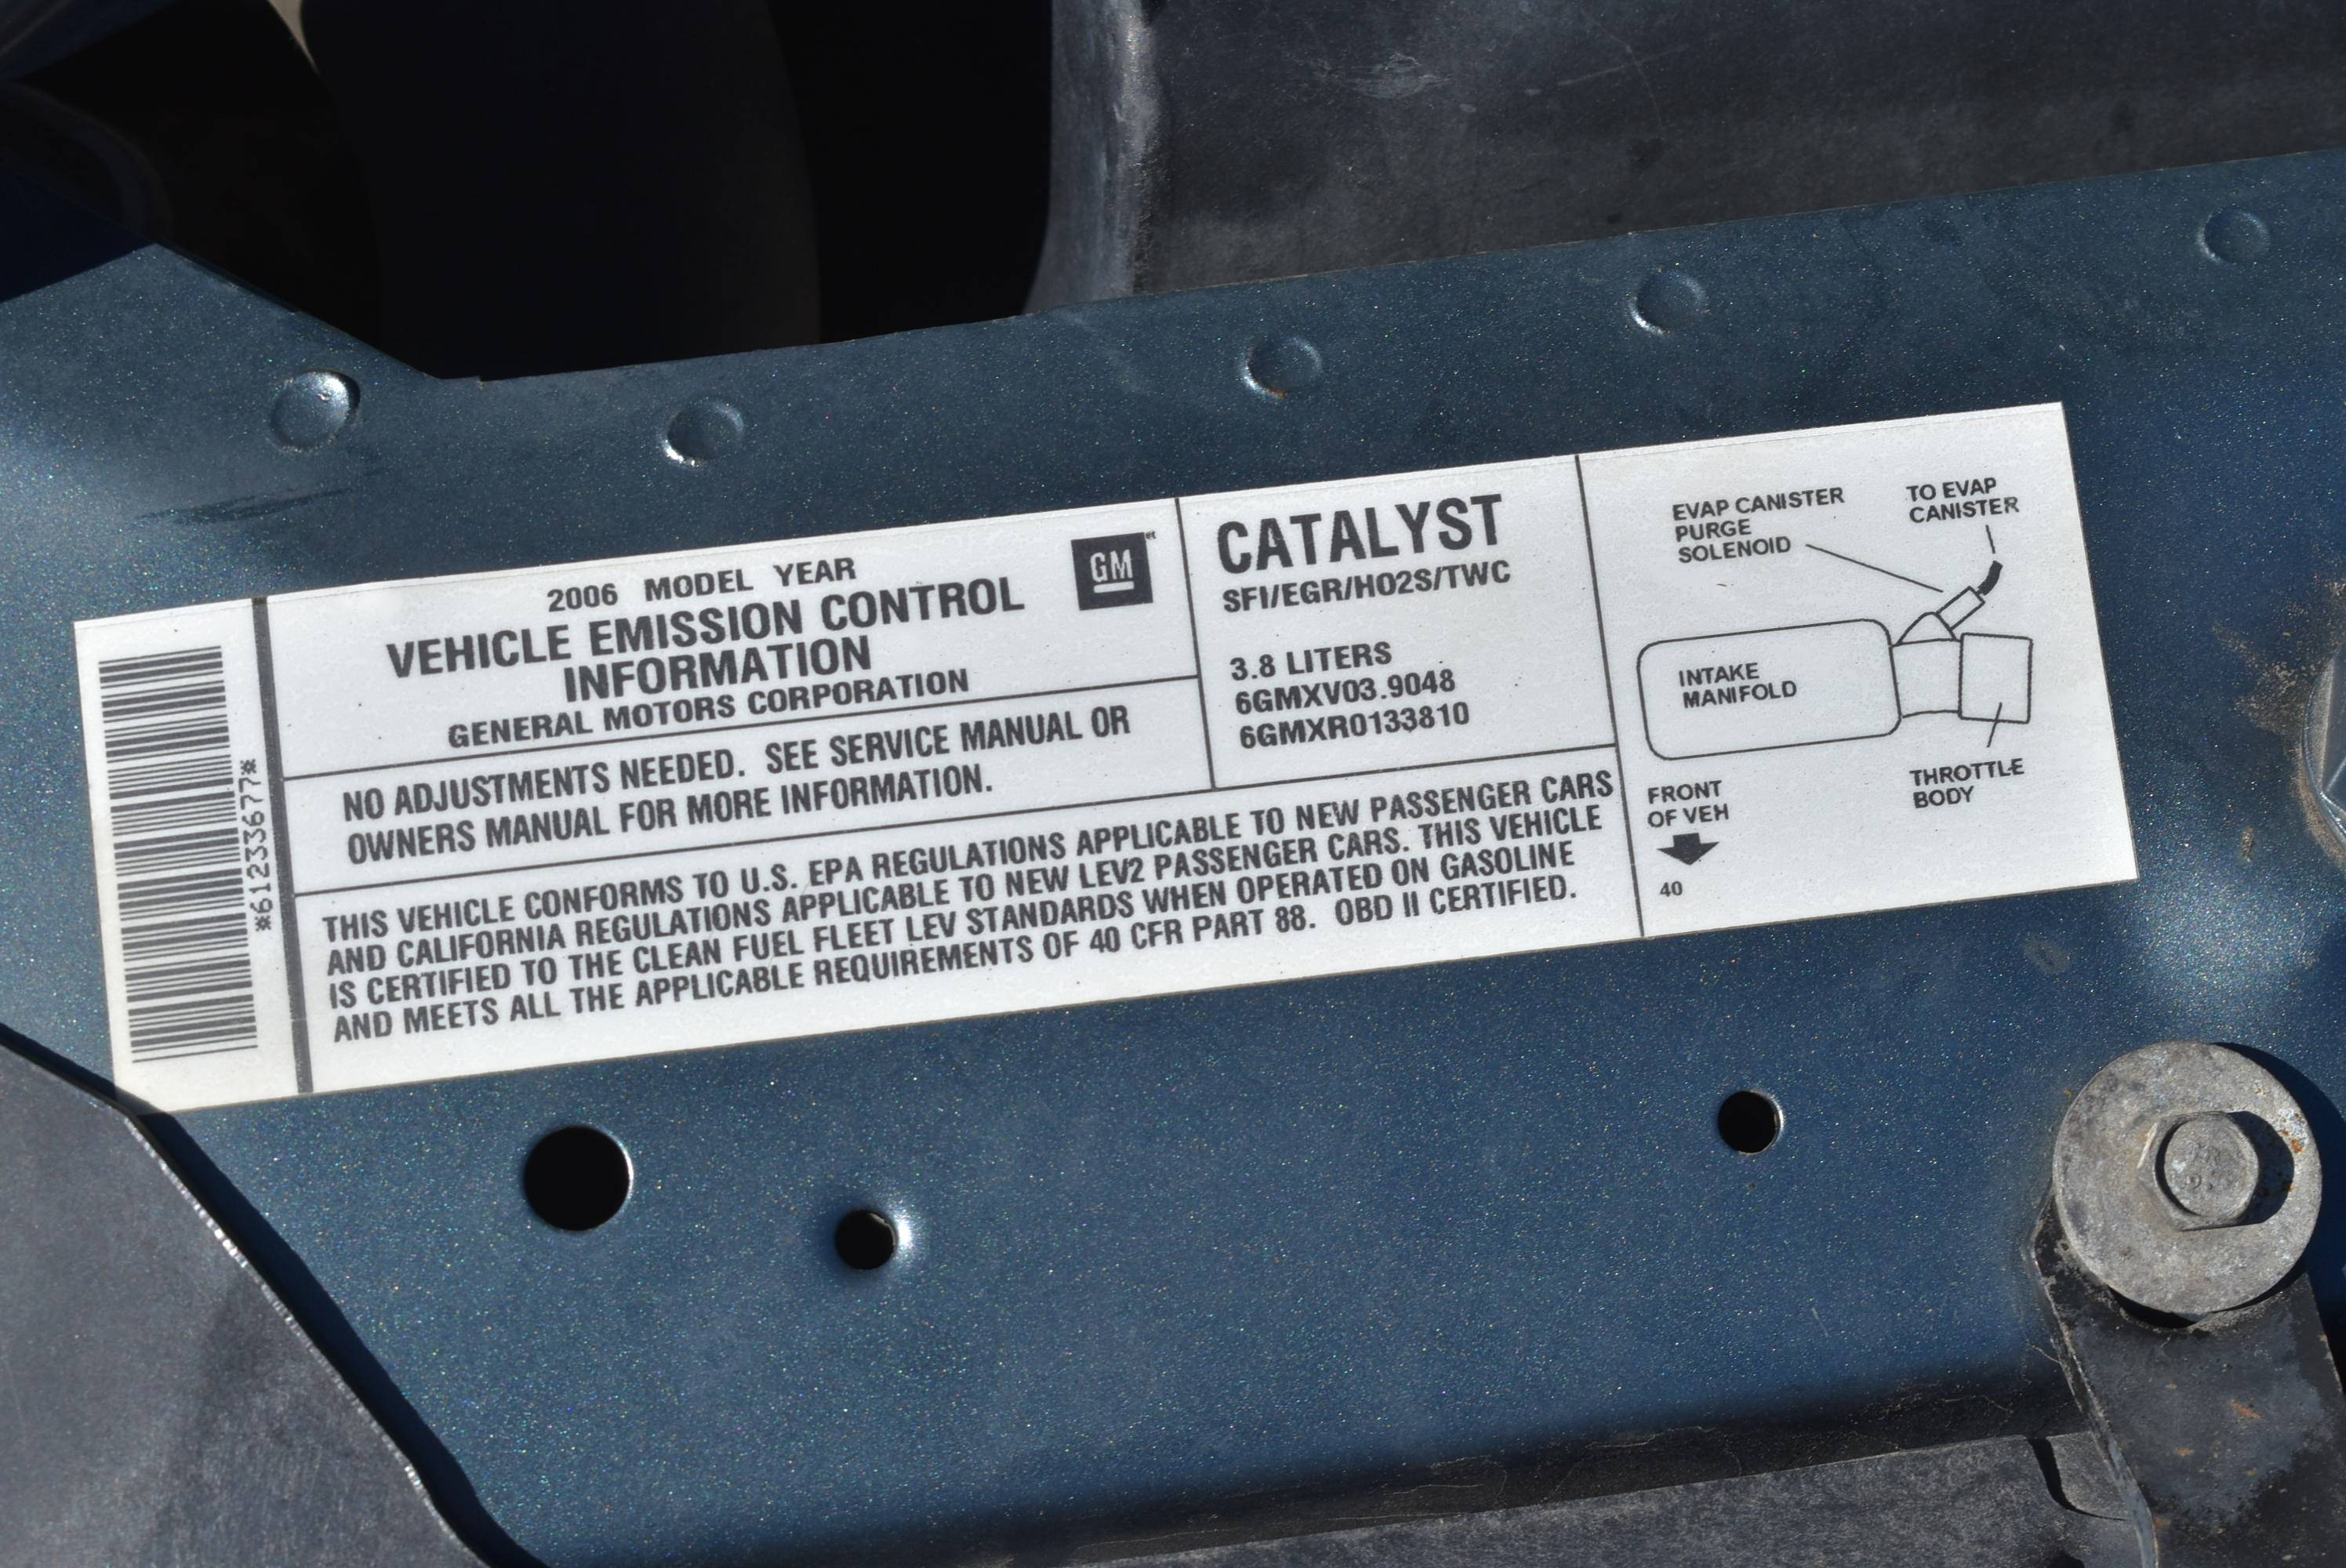 *61233677*
2006 MODEL YEAR
VEHICLE EMISSION CONTROL
INFORMATION
GENERAL MOTORS CORPORATION
GM
NO ADJUSTMENTS NEEDED. SEE SERVICE MANUAL OR
OWNERS MANUAL FOR MORE INFORMATION.
CATALYST
SFI/EGR/HO2S/TWC
3.8 LITERS
6GMXV03.9048
6GMXR0133810
THIS VEHICLE CONFORMS TO U.S. EPA REGULATIONS APPLICABLE TO NEW PASSENGER CARS
AND CALIFORNIA REGULATIONS APPLICABLE TO NEW LEV2 PASSENGER CARS. THIS VEHICLE
IS CERTIFIED TO THE CLEAN FUEL FLEET LEV STANDARDS WHEN OPERATED ON GASOLINE
AND MEETS ALL THE APPLICABLE REQUIREMENTS OF 40 CFR PART 88. OBD II CERTIFIED.
EVAP CANISTER
PURGE
SOLENOID
TO EVAP
CANISTER
INTAKE
MANIFOLD
THROTTLE
BODY
FRONT
OF VEH
40